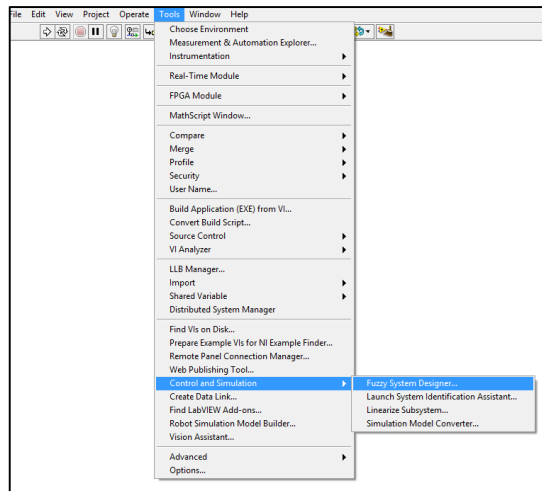 File Edit View Project Operate Tools Window Help
Choose Environment
Measurement & Automation Explorer...
Instrumentation
Real-Time Module
FPGA Module
MathScript Window...
Compare
Merge
Profile
Security
User Name...
Build Application (EXE) from VI...
Convert Build Script...
Source Control
VI Analyzer
LLB Manager...
Import
Shared Variable
Distributed System Manager
Find VIs on Disk...
Prepare Example VIs for NI Example Finder...
Remote Panel Connection Manager...
Web Publishing Tool...
Control and Simulation
Fuzzy System Designer...
Create Data Link...
Launch System Identification Assistant...
Find LabVIEW Add-ons...
Linearize Subsystem...
Robot Simulation Model Builder...
Simulation Model Converter...
Vision Assistant...
Advanced
Options...